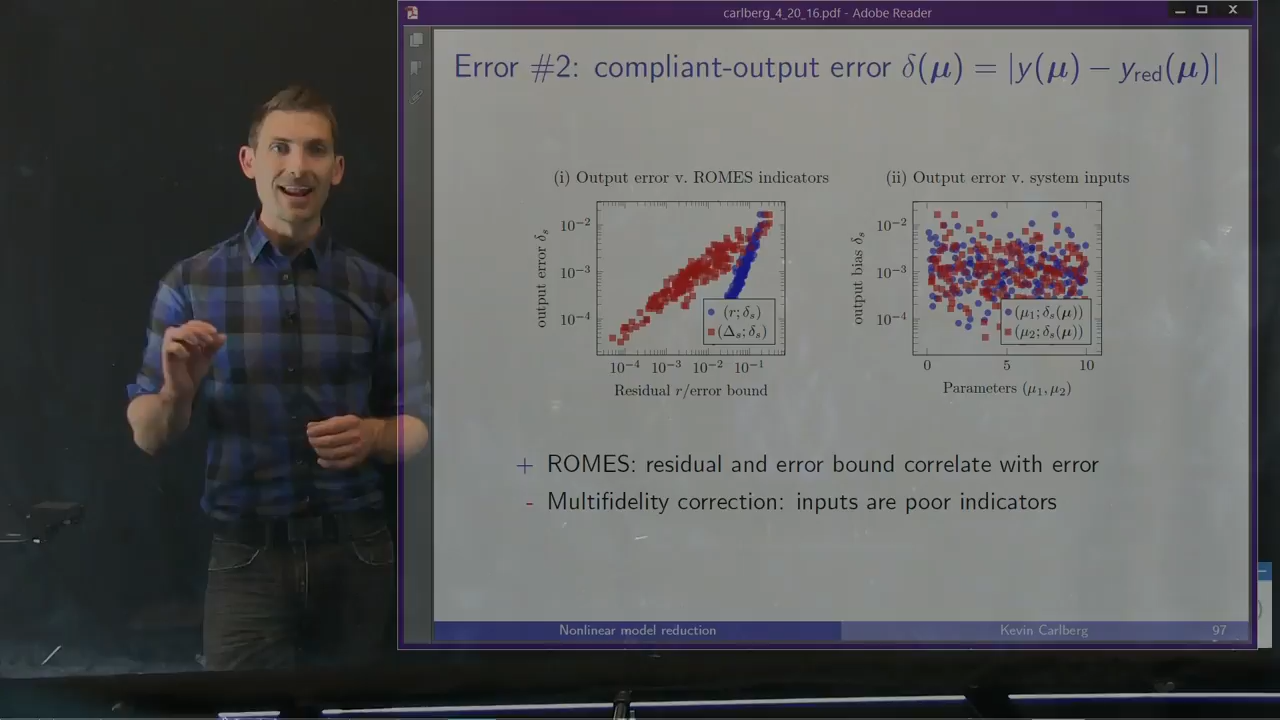 carlberg_4_20_16.pdf - Adobe Reader
Error #2: compliant-output error δ(μ) = |y(μ) − y_red(μ)|
(i) Output error v. ROMES indicators
output error δ_s
10⁻²
10⁻³
10⁻⁴
(r; δ_s)
(Δ_s; δ_s)
10⁻⁴ 10⁻³ 10⁻² 10⁻¹
Residual r/error bound
(ii) Output error v. system inputs
output bias δ_s
10⁻²
10⁻³
10⁻⁴
(μ₁; δ_s(μ))
(μ₂; δ_s(μ))
0 5 10
Parameters (μ₁, μ₂)
+ ROMES: residual and error bound correlate with error
- Multifidelity correction: inputs are poor indicators
Nonlinear model reduction Kevin Carlberg 97